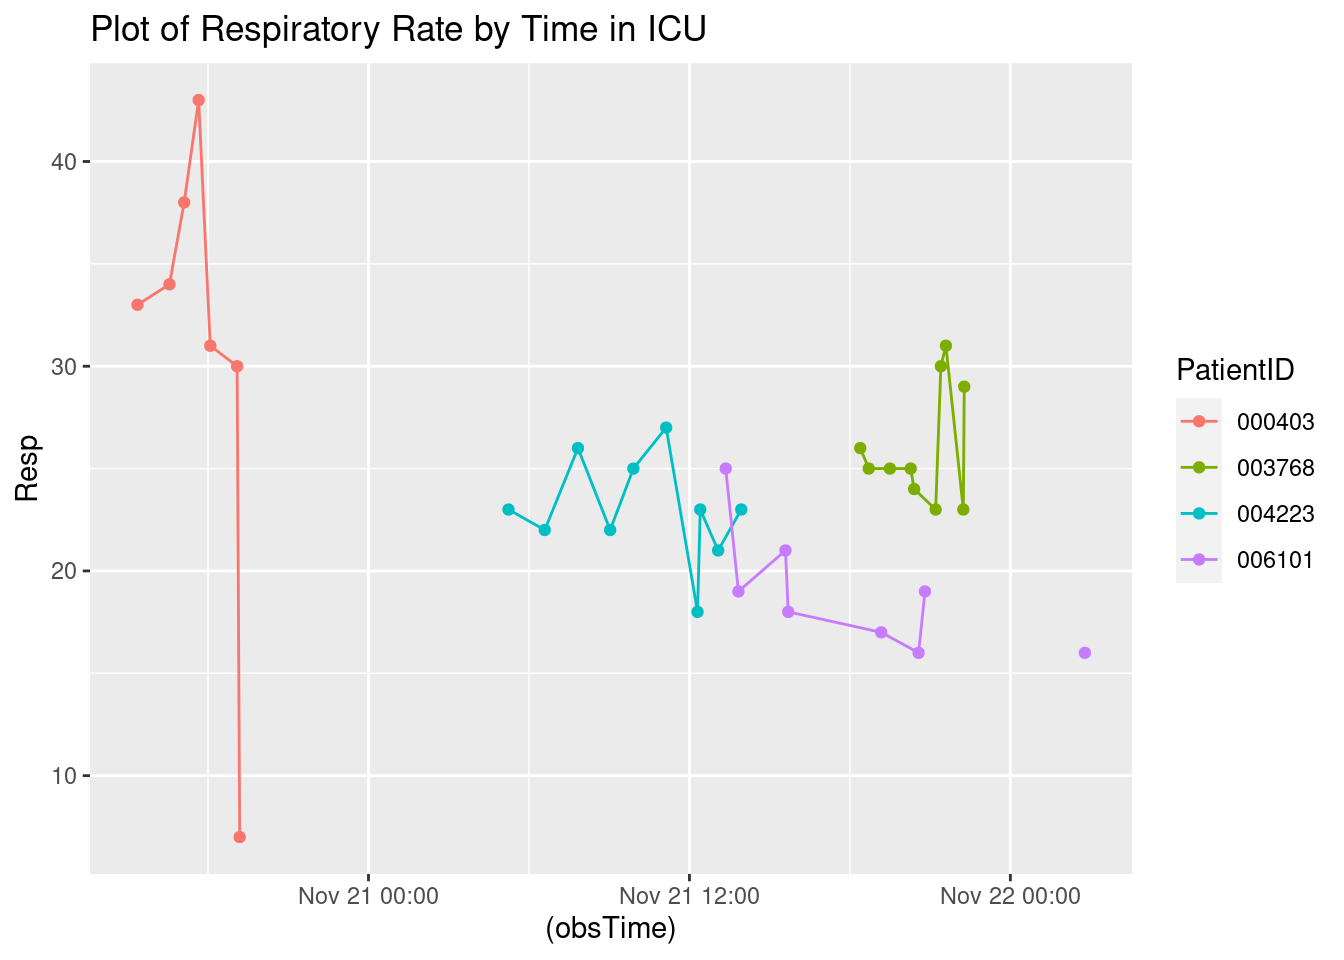 Plot of Respiratory Rate by Time in ICU
40
30
20
10
Resp
Nov 21 00:00
Nov 21 12:00
Nov 22 00:00
(obsTime)
PatientID
000403
003768
004223
006101